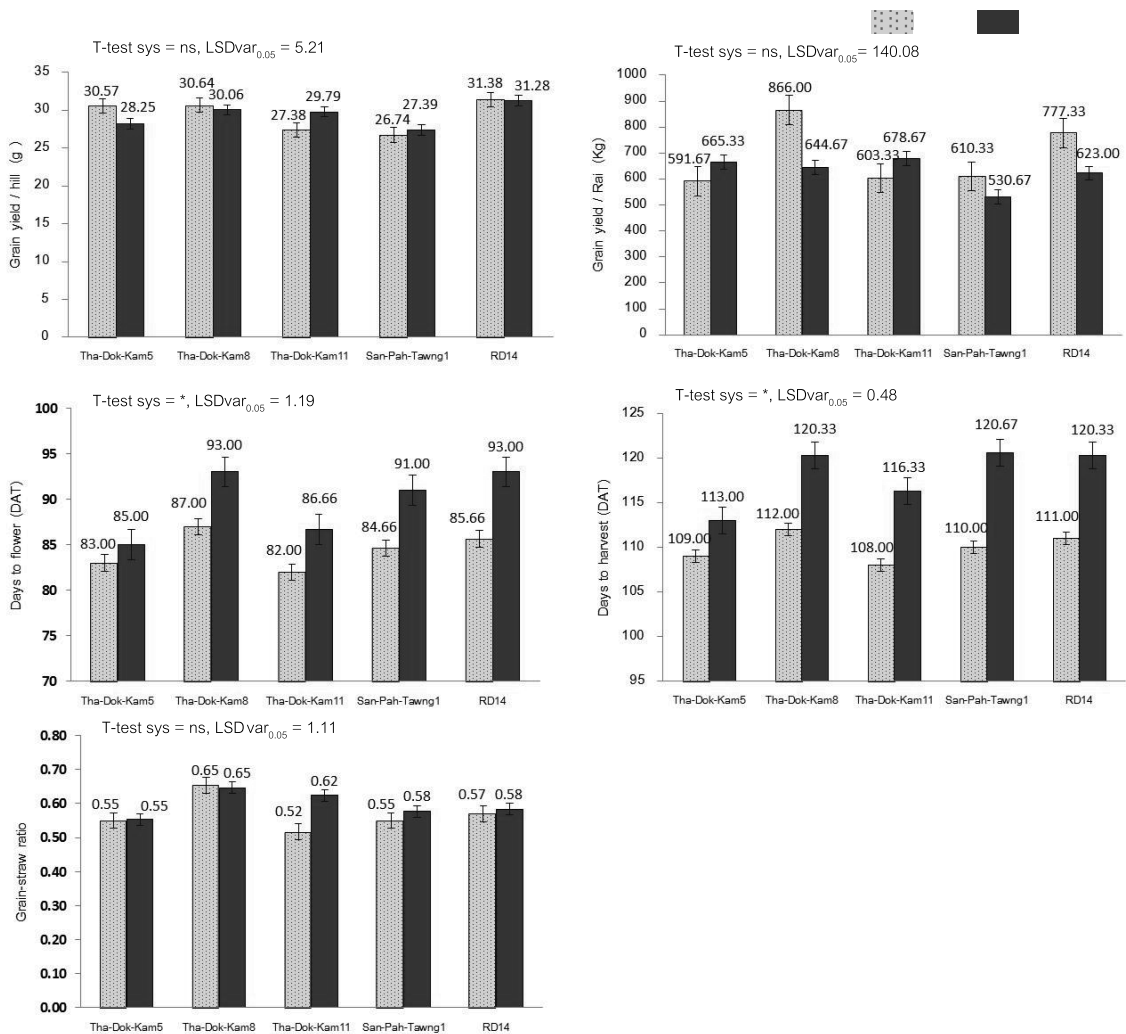 T-test sys = ns, LSDvar0.05 = 5.21
Grain yield / hill (g)
35
30
25
20
15
10
5
0
30.57
28.25
30.64
30.06
27.38
29.79
26.74
27.39
31.38
31.28
Tha-Dok-Kam5
Tha-Dok-Kam8
Tha-Dok-Kam11
San-Pah-Tawng1
RD14
T-test sys = ns, LSDvar0.05= 140.08
Grain yield / Rai (Kg)
1000
900
800
700
600
500
400
300
200
100
0
591.67
665.33
866.00
644.67
603.33
678.67
610.33
530.67
777.33
623.00
Tha-Dok-Kam5
Tha-Dok-Kam8
Tha-Dok-Kam11
San-Pah-Tawng1
RD14
T-test sys = *, LSDvar0.05 = 1.19
Days to flower (DAT)
100
95
90
85
80
75
70
83.00
85.00
87.00
93.00
82.00
86.66
84.66
91.00
85.66
93.00
Tha-Dok-Kam5
Tha-Dok-Kam8
Tha-Dok-Kam11
San-Pah-Tawng1
RD14
T-test sys = *, LSDvar0.05 = 0.48
Days to harvest (DAT)
125
120
115
110
105
100
95
109.00
113.00
112.00
120.33
108.00
116.33
110.00
120.67
111.00
120.33
Tha-Dok-Kam5
Tha-Dok-Kam8
Tha-Dok-Kam11
San-Pah-Tawng1
RD14
T-test sys = ns, LSDvar0.05 = 1.11
Grain-straw ratio
0.80
0.70
0.60
0.50
0.40
0.30
0.20
0.10
0.00
0.55
0.55
0.65
0.65
0.52
0.62
0.55
0.58
0.57
0.58
Tha-Dok-Kam5
Tha-Dok-Kam8
Tha-Dok-Kam11
San-Pah-Tawng1
RD14